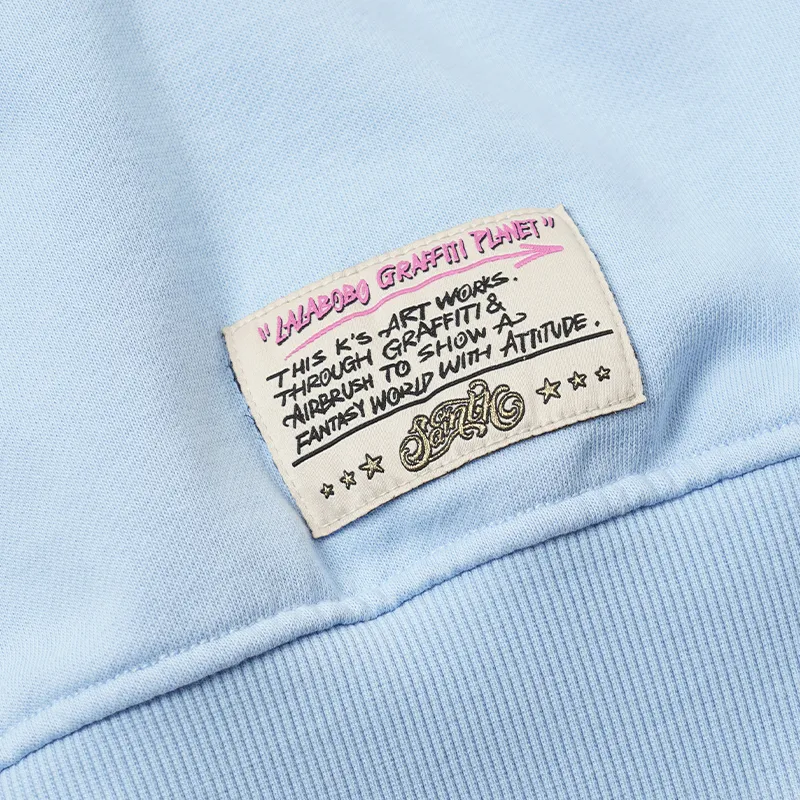 "LALABOBO GRAFFITI PLANET"
THIS K'S ART WORKS.
THROUGH GRAFFITI &
AIRBRUSH TO SHOW A
FANTASY WORLD WITH ATTITUDE.